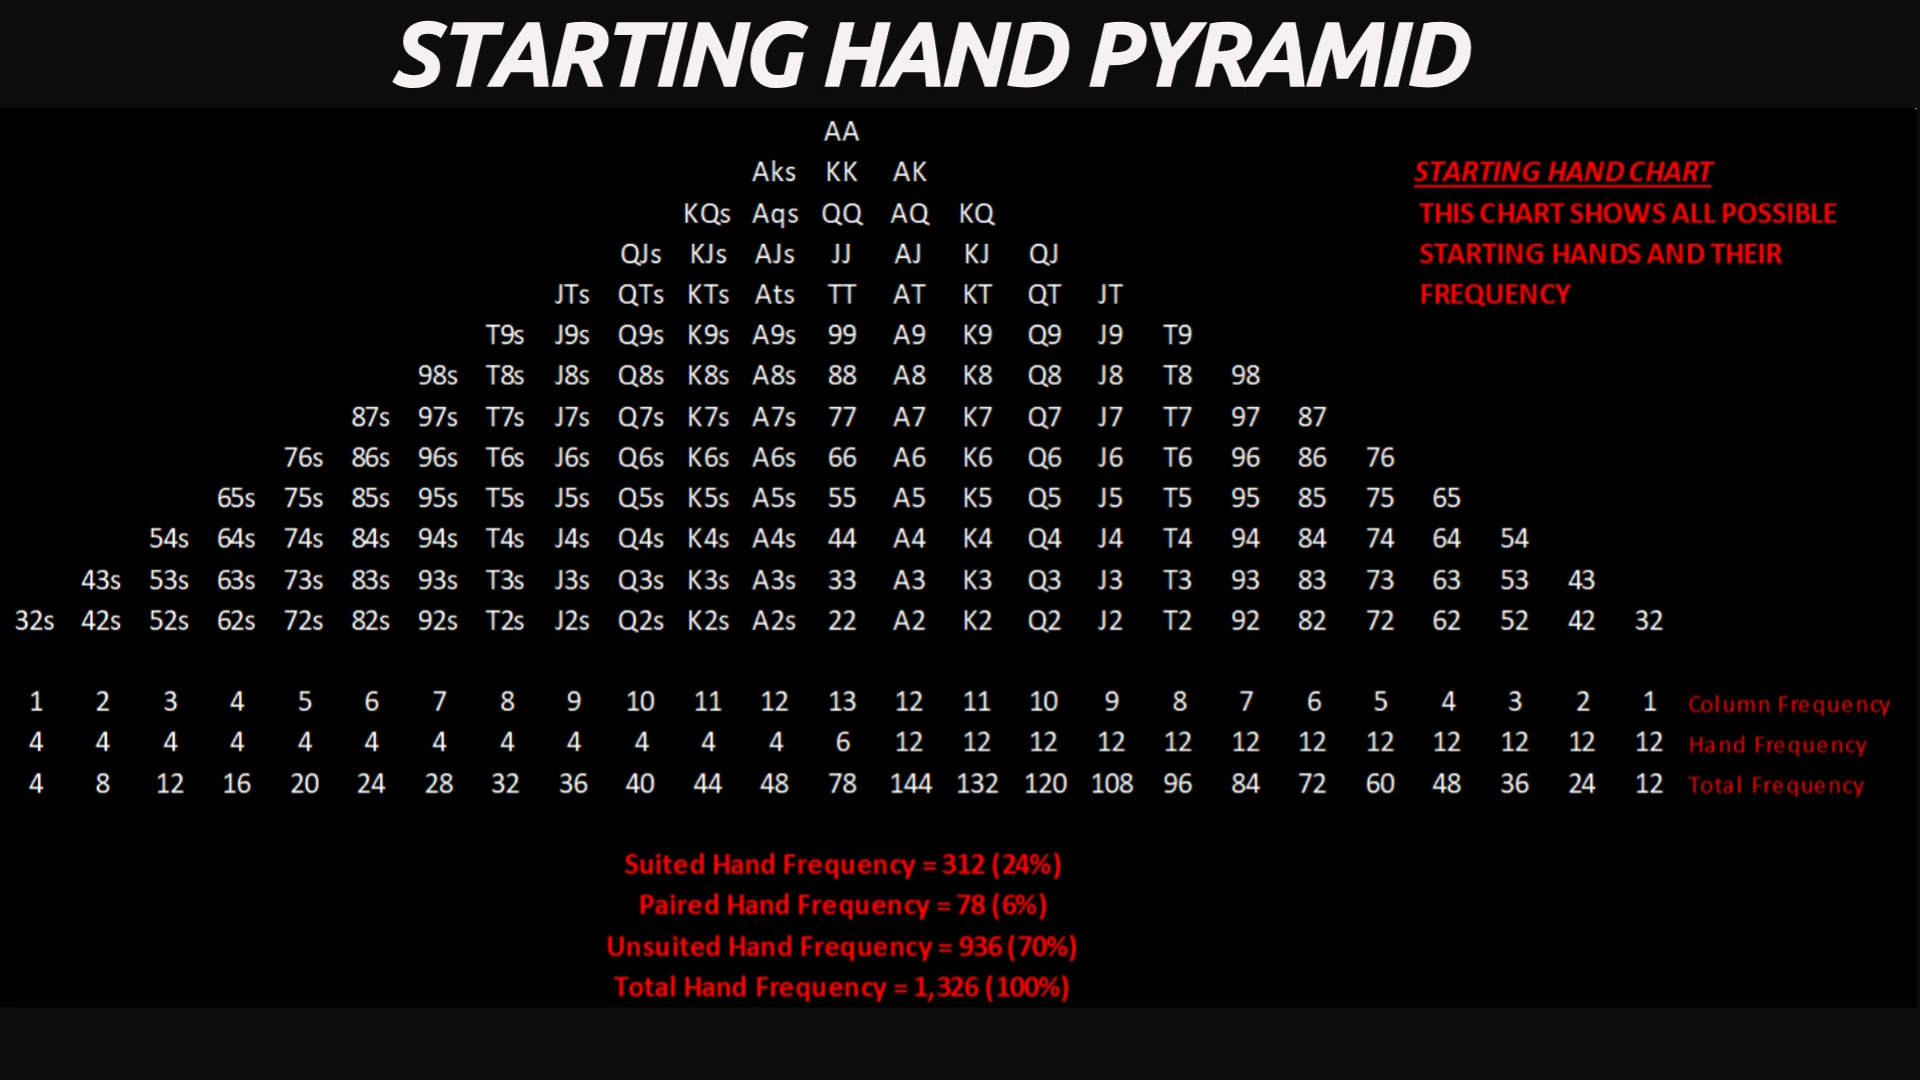 STARTING HAND PYRAMID
AA
Aks KK AK STARTING HAND CHART
KQs Aqs QQ AQ KQ THIS CHART SHOWS ALL POSSIBLE
QJs KJs AJs JJ AJ KJ QJ STARTING HANDS AND THEIR
JTs QTs KTs Ats TT AT KT QT JT FREQUENCY
T9s J9s Q9s K9s A9s 99 A9 K9 Q9 J9 T9
98s T8s J8s Q8s K8s A8s 88 A8 K8 Q8 J8 T8 98
87s 97s T7s J7s Q7s K7s A7s 77 A7 K7 Q7 J7 T7 97 87
76s 86s 96s T6s J6s Q6s K6s A6s 66 A6 K6 Q6 J6 T6 96 86 76
65s 75s 85s 95s T5s J5s Q5s K5s A5s 55 A5 K5 Q5 J5 T5 95 85 75 65
54s 64s 74s 84s 94s T4s J4s Q4s K4s A4s 44 A4 K4 Q4 J4 T4 94 84 74 64 54
43s 53s 63s 73s 83s 93s T3s J3s Q3s K3s A3s 33 A3 K3 Q3 J3 T3 93 83 73 63 53 43
32s 42s 52s 62s 72s 82s 92s T2s J2s Q2s K2s A2s 22 A2 K2 Q2 J2 T2 92 82 72 62 52 42 32
1 2 3 4 5 6 7 8 9 10 11 12 13 12 11 10 9 8 7 6 5 4 3 2 1 Column Frequency
4 4 4 4 4 4 4 4 4 4 4 4 6 12 12 12 12 12 12 12 12 12 12 12 12 Hand Frequency
4 8 12 16 20 24 28 32 36 40 44 48 78 144 132 120 108 96 84 72 60 48 36 24 12 Total Frequency
Suited Hand Frequency = 312 (24%)
Paired Hand Frequency = 78 (6%)
Unsuited Hand Frequency = 936 (70%)
Total Hand Frequency = 1,326 (100%)